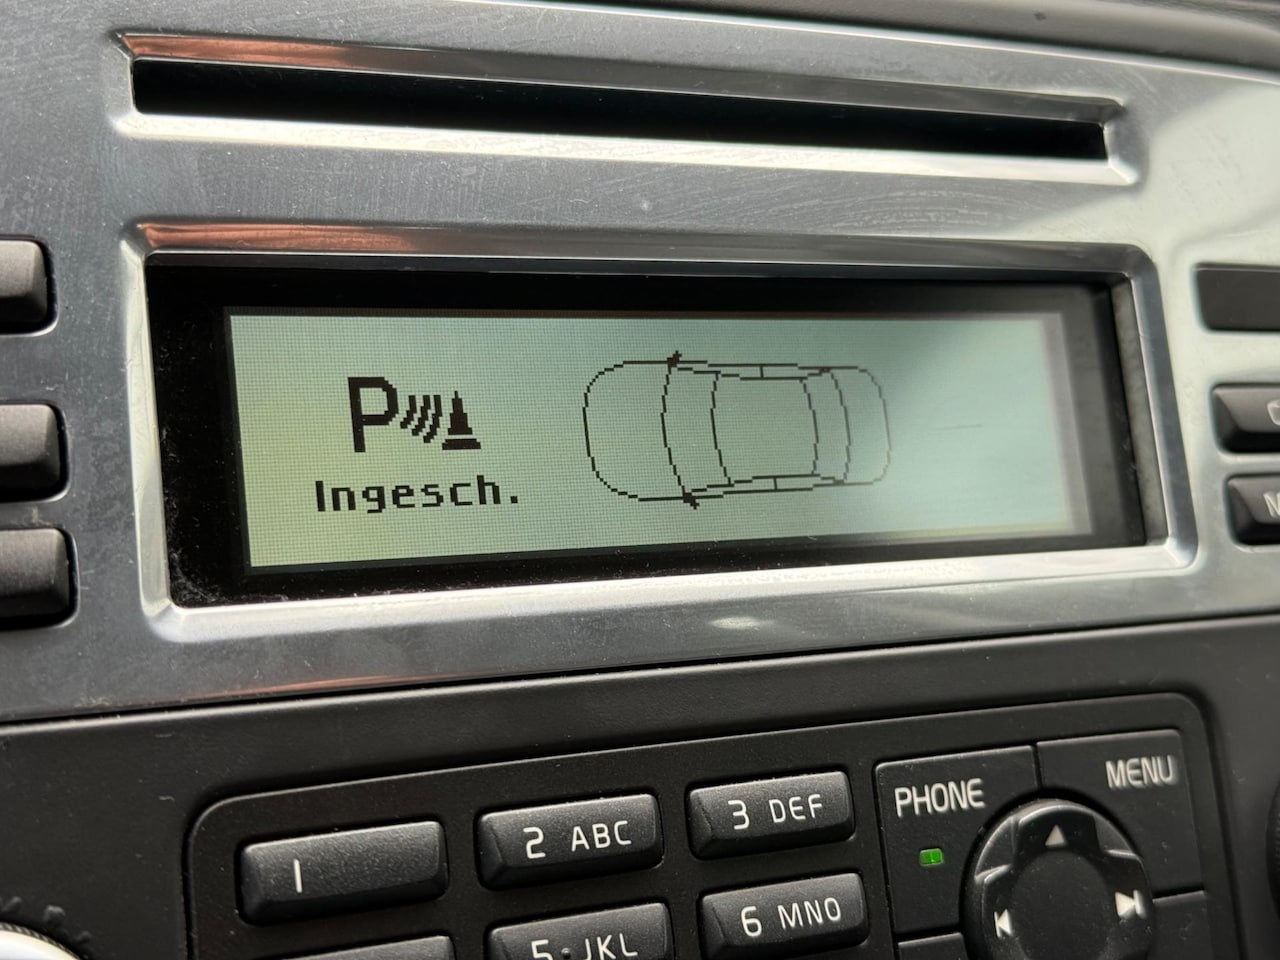 P
Ingesch.
PHONE
MENU
1
2 ABC
3 DEF
5 JKL
6 MNO